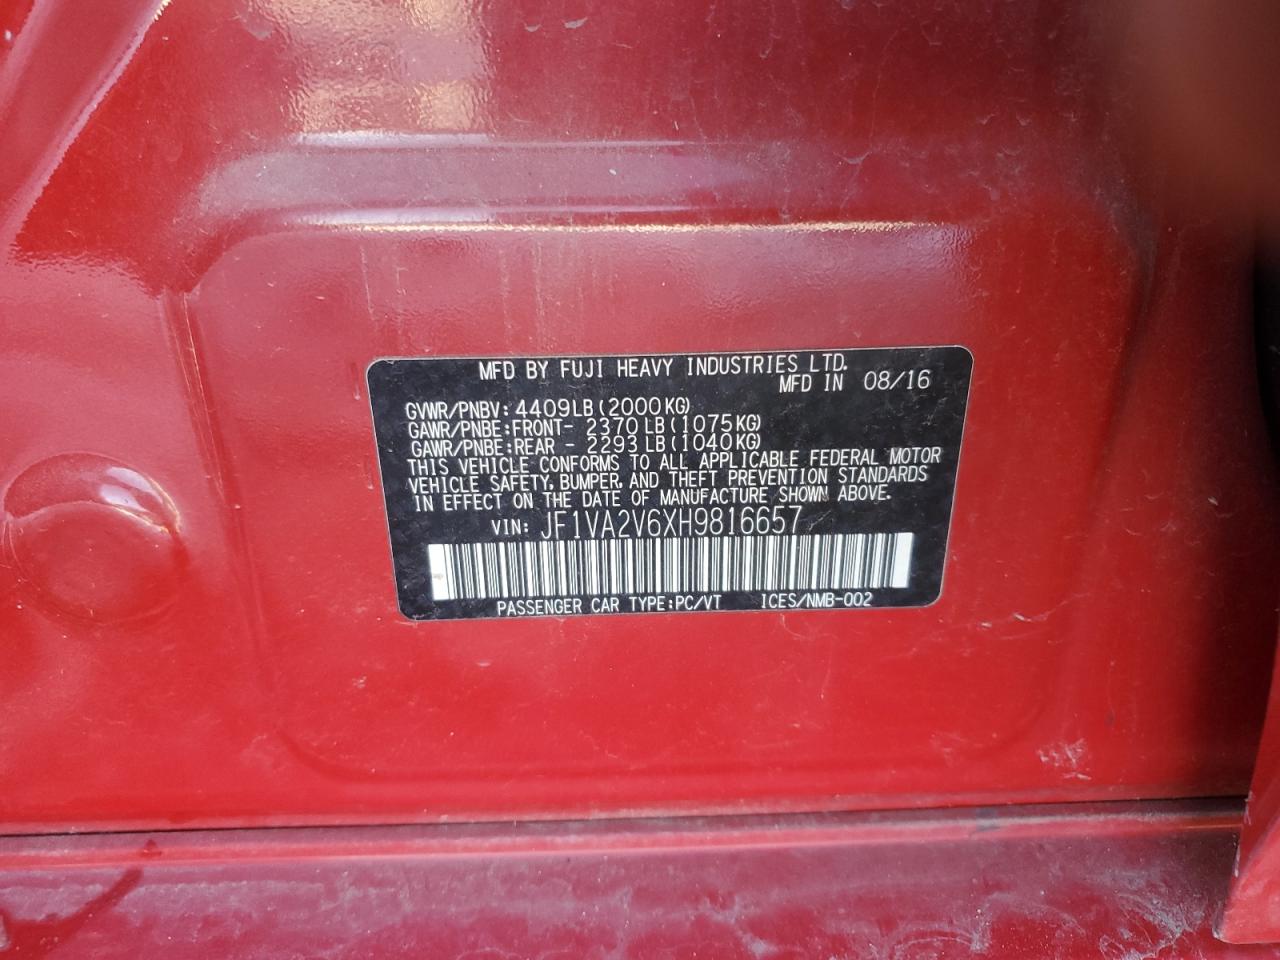 MFD BY FUJI HEAVY INDUSTRIES LTD.
MFD IN 08/16
GVWR/PNBV: 4409LB(2000KG)
GAWR/PNBE:FRONT- 2370LB(1075KG)
GAWR/PNBE:REAR - 2293LB(1040KG)
THIS VEHICLE CONFORMS TO ALL APPLICABLE FEDERAL MOTOR
VEHICLE SAFETY, BUMPER, AND THEFT PREVENTION STANDARDS
IN EFFECT ON THE DATE OF MANUFACTURE SHOWN ABOVE.
VIN: JF1VA2V6XH9816657
PASSENGER CAR TYPE:PC/VT ICES/NMB-002